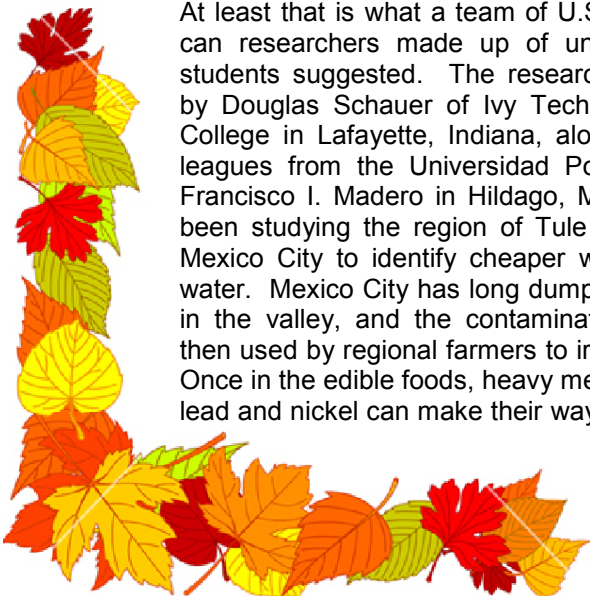 At least that is what a team of U.S
can researchers made up of un
students suggested. The researc
by Douglas Schauer of Ivy Tech
College in Lafayette, Indiana, alo
leagues from the Universidad Po
Francisco I. Madero in Hildago, M
been studying the region of Tule
Mexico City to identify cheaper w
water. Mexico City has long dump
in the valley, and the contaminat
then used by regional farmers to ir
Once in the edible foods, heavy me
lead and nickel can make their way